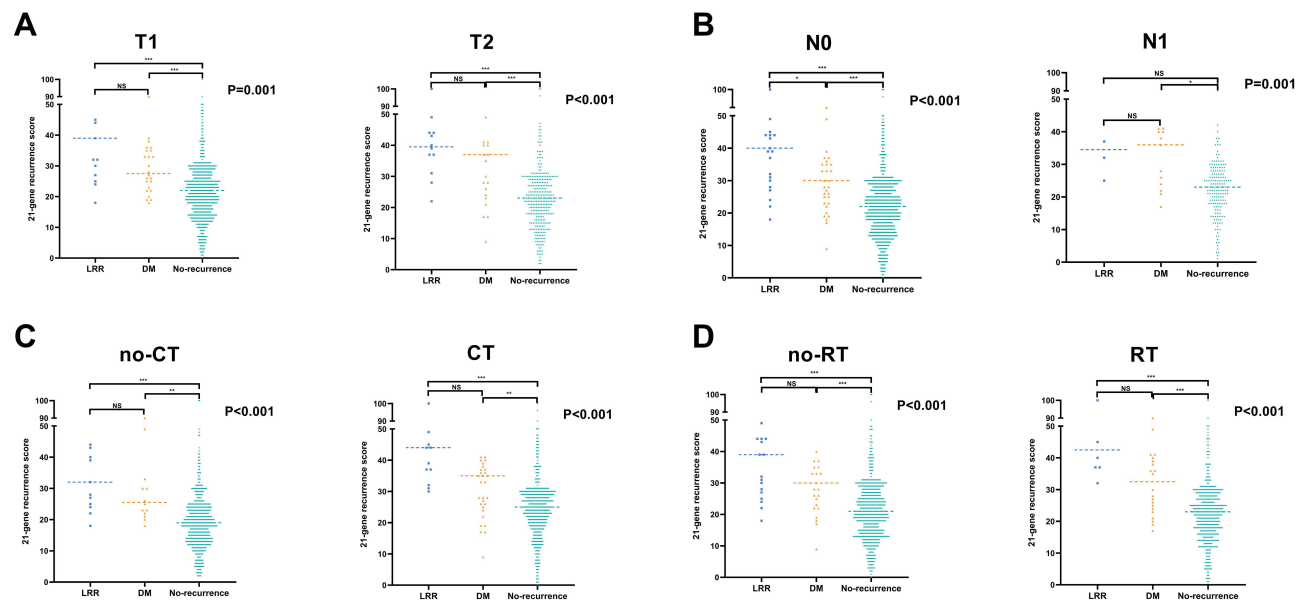 A
T1
***
NS
***
P=0.001
21-gene recurrence score
100
90
50
40
30
20
10
0
LRR
DM
No-recurrence
T2
***
NS
***
P<0.001
21-gene recurrence score
100
90
50
40
30
20
10
0
LRR
DM
No-recurrence
B
N0
***
*
***
P<0.001
21-gene recurrence score
100
90
50
40
30
20
10
0
LRR
DM
No-recurrence
N1
NS
*
NS
P=0.001
21-gene recurrence score
100
90
50
40
30
20
10
0
LRR
DM
No-recurrence
C
no-CT
***
**
NS
P<0.001
21-gene recurrence score
100
90
50
40
30
20
10
0
LRR
DM
No-recurrence
CT
***
NS
**
P<0.001
21-gene recurrence score
100
90
50
40
30
20
10
0
LRR
DM
No-recurrence
D
no-RT
***
NS
***
P<0.001
21-gene recurrence score
100
90
50
40
30
20
10
0
LRR
DM
No-recurrence
RT
***
NS
***
P<0.001
21-gene recurrence score
100
90
50
40
30
20
10
0
LRR
DM
No-recurrence